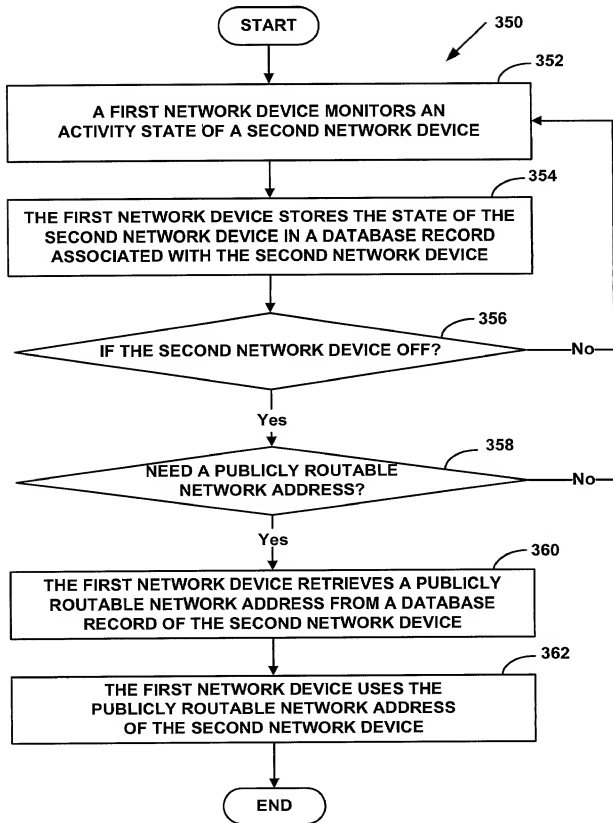 START
350
352
A FIRST NETWORK DEVICE MONITORS AN
ACTIVITY STATE OF A SECOND NETWORK DEVICE
354
THE FIRST NETWORK DEVICE STORES THE STATE OF THE
SECOND NETWORK DEVICE IN A DATABASE RECORD
ASSOCIATED WITH THE SECOND NETWORK DEVICE
356
IF THE SECOND NETWORK DEVICE OFF?
No
Yes
358
NEED A PUBLICLY ROUTABLE
NETWORK ADDRESS?
No
Yes
360
THE FIRST NETWORK DEVICE RETRIEVES A PUBLICLY
ROUTABLE NETWORK ADDRESS FROM A DATABASE
RECORD OF THE SECOND NETWORK DEVICE
362
THE FIRST NETWORK DEVICE USES THE
PUBLICLY ROUTABLE NETWORK ADDRESS
OF THE SECOND NETWORK DEVICE
END